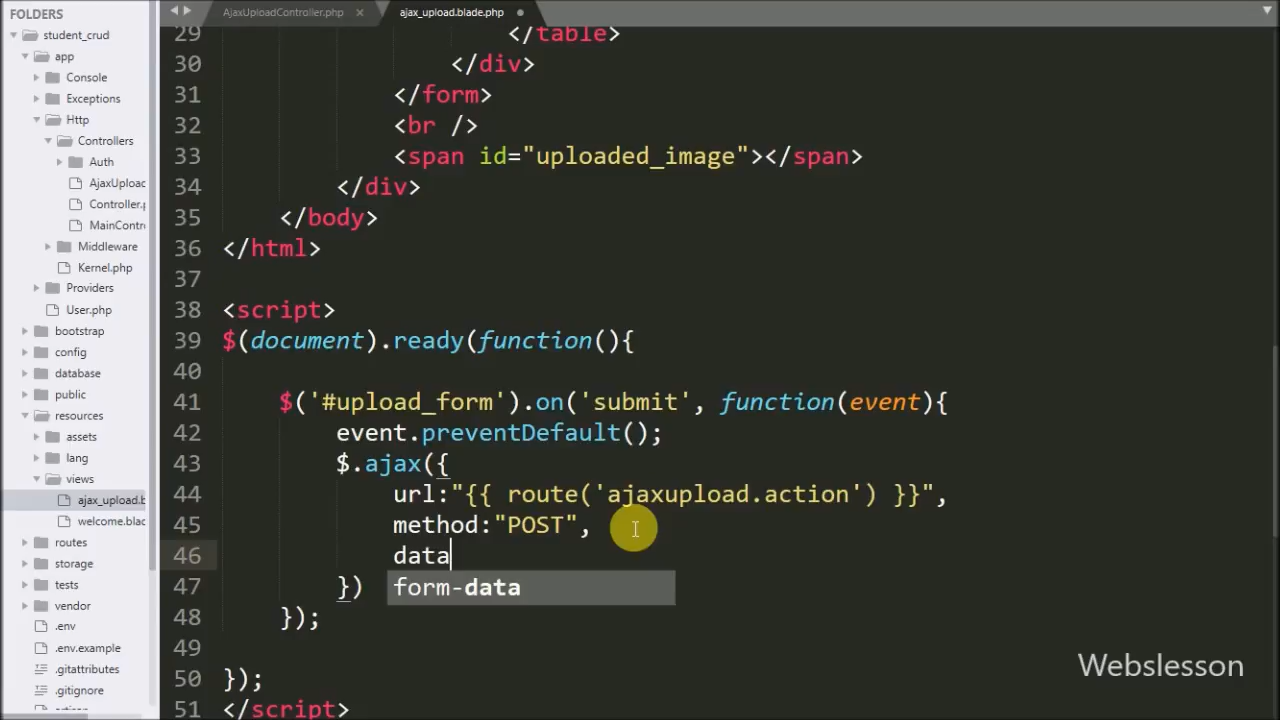 FOLDERS
student_crud
app
Console
Exceptions
Http
Controllers
Auth
AjaxUpload
Controller.p
MainContro
Middleware
Kernel.php
Providers
User.php
bootstrap
config
database
public
resources
assets
lang
views
ajax_upload.b
welcome.blac
routes
storage
tests
vendor
.env
.env.example
.gitattributes
.gitignore
AjaxUploadController.php ×
ajax_upload.blade.php
29 </table>
30 </div>
31 </form>
32 <br />
33 <span id="uploaded_image"></span>
34 </div>
35 </body>
36 </html>
37
38 <script>
39 $(document).ready(function(){
40
41 $('#upload_form').on('submit', function(event){
42 event.preventDefault();
43 $.ajax({
44 url:"{{ route('ajaxupload.action') }}",
45 method:"POST",
46 data
47 })
form-data
48 });
49
50 });
51 </script>
Webslesson